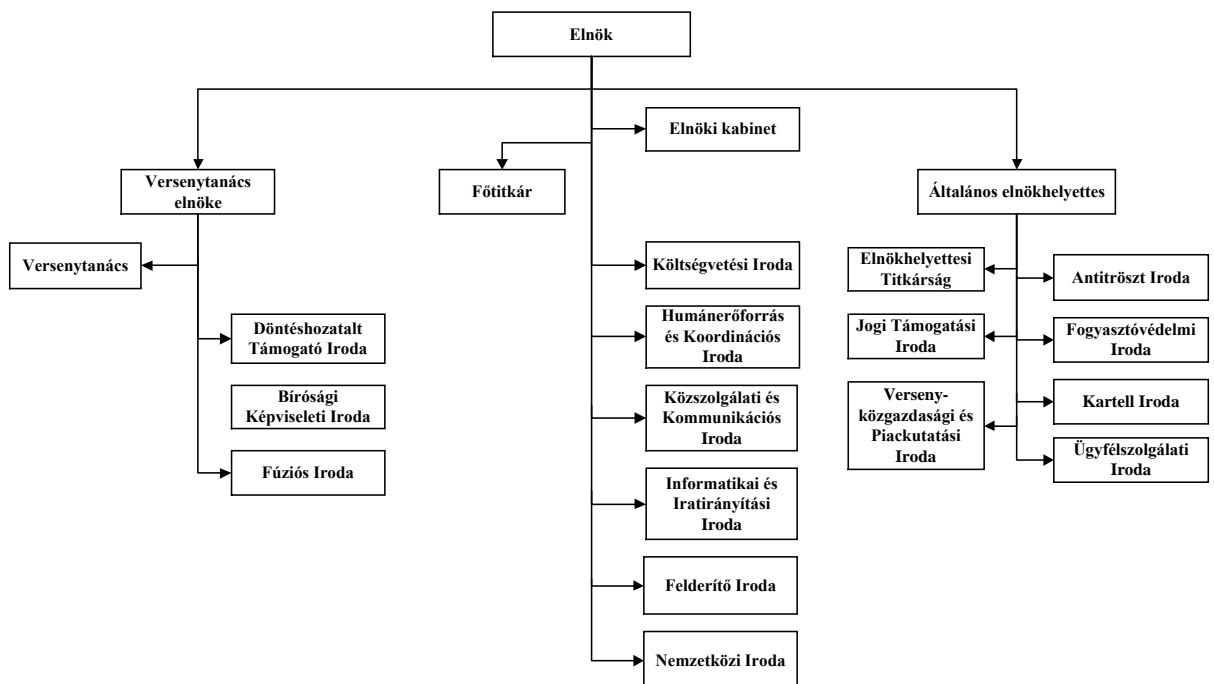 Elnök
Elnöki kabinet
Versenytanács
elnöke
Főtitkár
Általános elnökhelyettes
Versenytanács
Döntéshozatalt
Támogató Iroda
Bírósági
Képviseleti Iroda
Fúziós Iroda
Költségvetési Iroda
Humánerőforrás
és Koordinációs
Iroda
Közszolgálati és
Kommunikációs
Iroda
Informatikai és
Iratirányítási
Iroda
Felderítő Iroda
Nemzetközi Iroda
Elnökhelyettesi
Titkárság
Jogi Támogatási
Iroda
Verseny-
közgazdasági és
Piackutatási
Iroda
Antitröszt Iroda
Fogyasztóvédelmi
Iroda
Kartell Iroda
Ügyfélszolgálati
Iroda